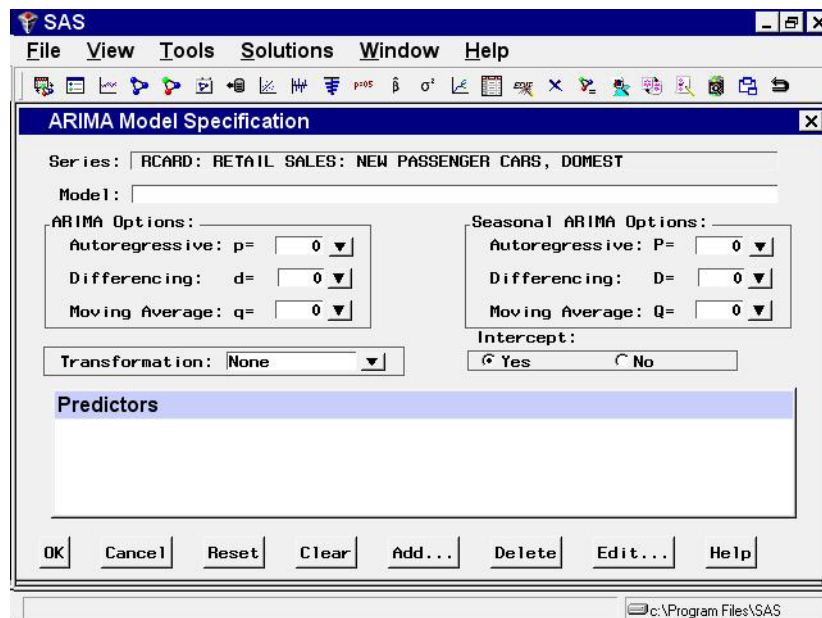 SAS
File View Tools Solutions Window Help
p=05 β̂ σ²
ARIMA Model Specification
Series: RCARD: RETAIL SALES: NEW PASSENGER CARS, DOMEST
Model:
ARIMA Options:
Autoregressive: p= 0
Differencing: d= 0
Moving Average: q= 0
Seasonal ARIMA Options:
Autoregressive: P= 0
Differencing: D= 0
Moving Average: Q= 0
Transformation: None
Intercept:
Yes No
Predictors
OK Cancel Reset Clear Add... Delete Edit... Help
c:\Program Files\SAS